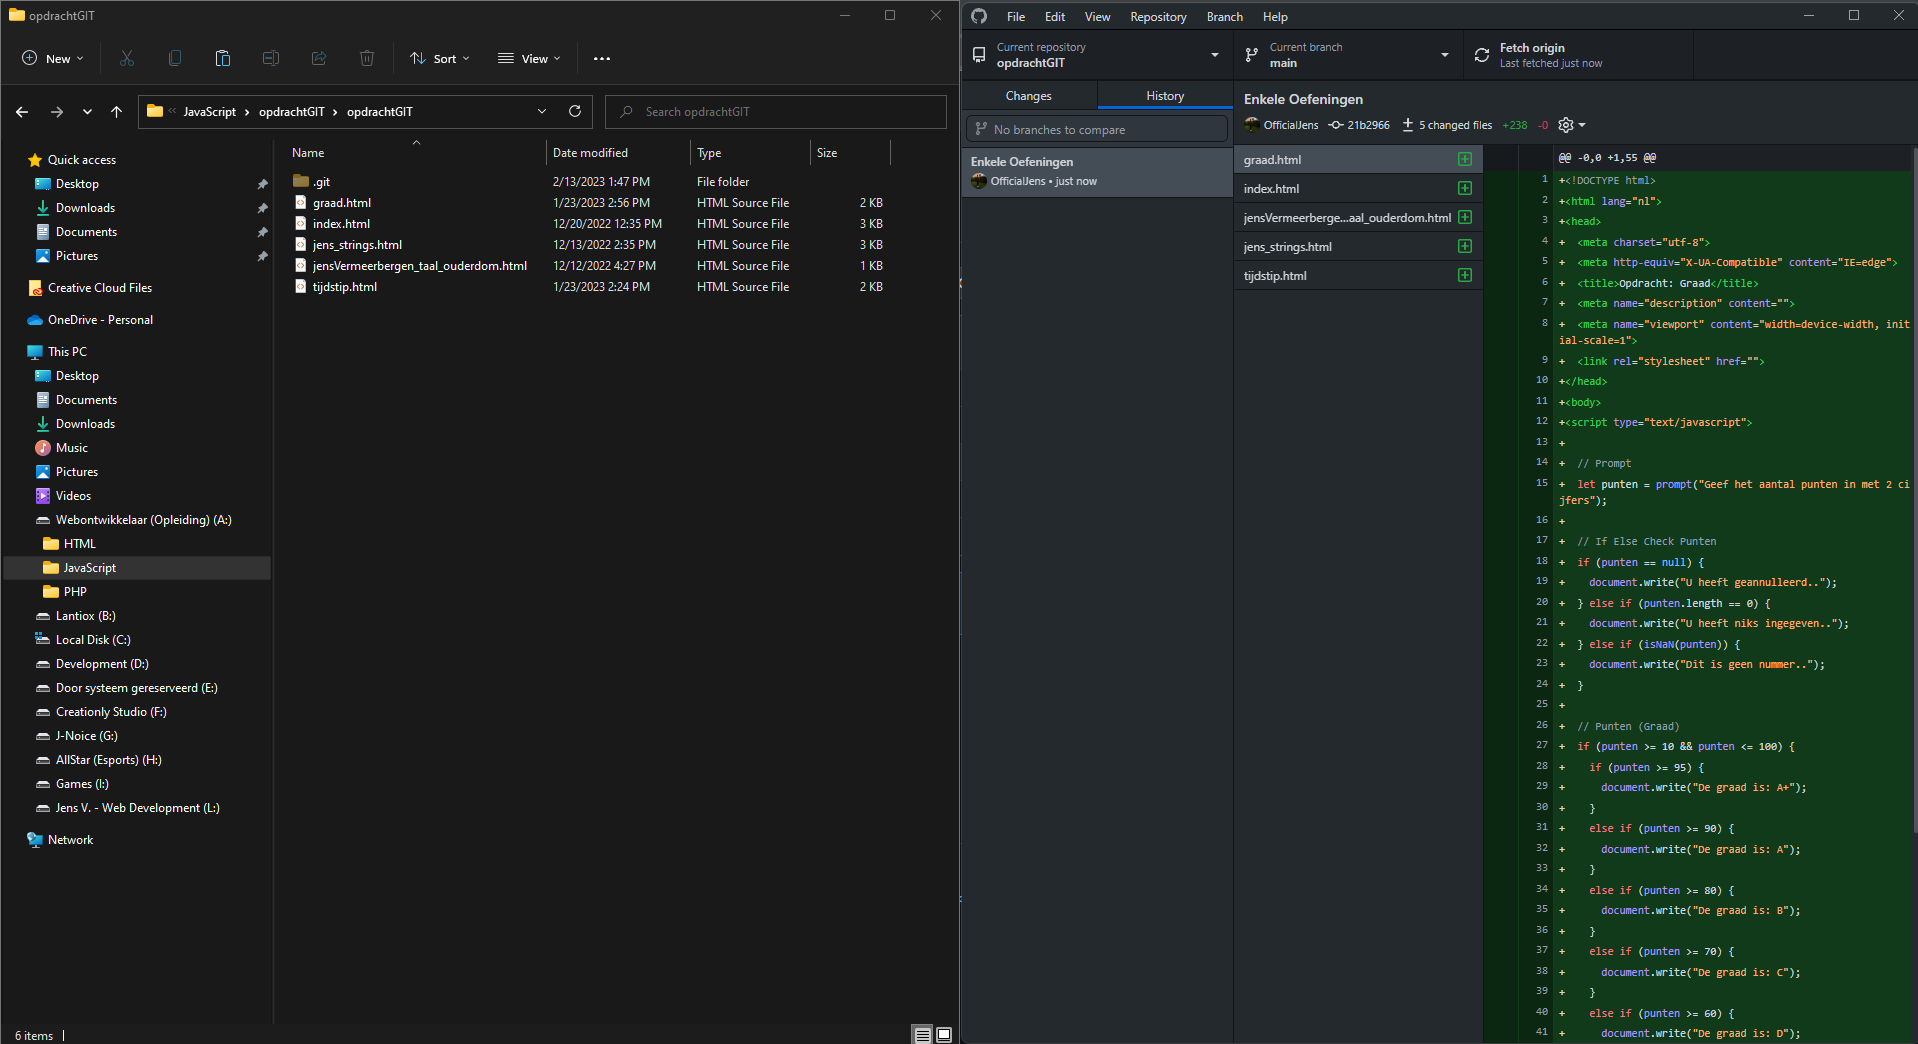 opdrachtGIT
New
Sort
View
JavaScript
opdrachtGIT
opdrachtGIT
Search opdrachtGIT
Quick access
Desktop
Downloads
Documents
Pictures
Creative Cloud Files
OneDrive - Personal
This PC
Desktop
Documents
Downloads
Music
Pictures
Videos
Webontwikkelaar (Opleiding) (A:)
HTML
JavaScript
PHP
Lantiox (B:)
Local Disk (C:)
Development (D:)
Door systeem gereserveerd (E:)
Creationly Studio (F:)
J-Noice (G:)
AllStar (Esports) (H:)
Games (I:)
Jens V. - Web Development (L:)
Network
Name Date modified Type Size
.git 2/13/2023 1:47 PM File folder
graad.html 1/23/2023 2:56 PM HTML Source File 2 KB
index.html 12/20/2022 12:35 PM HTML Source File 3 KB
jens_strings.html 12/13/2022 2:35 PM HTML Source File 3 KB
jensVermeerbergen_taal_ouderdom.html 12/12/2022 4:27 PM HTML Source File 1 KB
tijdstip.html 1/23/2023 2:24 PM HTML Source File 2 KB
6 items
File Edit View Repository Branch Help
Current repository
opdrachtGIT
Current branch
main
Fetch origin
Last fetched just now
Changes
History
No branches to compare
Enkele Oefeningen
OfficialJens • just now
Enkele Oefeningen
OfficialJens 21b2966 5 changed files +238 -0
graad.html
index.html
jensVermeerberge...aal_ouderdom.html
jens_strings.html
tijdstip.html
@@ -0,0 +1,55 @@
1 +<!DOCTYPE html>
2 +<html lang="nl">
3 +<head>
4 +  <meta charset="utf-8">
5 +  <meta http-equiv="X-UA-Compatible" content="IE=edge">
6 +  <title>Opdracht: Graad</title>
7 +  <meta name="description" content="">
8 +  <meta name="viewport" content="width=device-width, init
ial-scale=1">
9 +  <link rel="stylesheet" href="">
10 +</head>
11 +<body>
12 +<script type="text/javascript">
13 +
14 +  // Prompt
15 +  let punten = prompt("Geef het aantal punten in met 2 ci
jfers");
16 +
17 +  // If Else Check Punten
18 +  if (punten == null) {
19 +    document.write("U heeft geannulleerd..");
20 +  } else if (punten.length == 0) {
21 +    document.write("U heeft niks ingegeven..");
22 +  } else if (isNaN(punten)) {
23 +    document.write("Dit is geen nummer..");
24 +  }
25 +
26 +  // Punten (Graad)
27 +  if (punten >= 10 && punten <= 100) {
28 +    if (punten >= 95) {
29 +      document.write("De graad is: A+");
30 +    }
31 +    else if (punten >= 90) {
32 +      document.write("De graad is: A");
33 +    }
34 +    else if (punten >= 80) {
35 +      document.write("De graad is: B");
36 +    }
37 +    else if (punten >= 70) {
38 +      document.write("De graad is: C");
39 +    }
40 +    else if (punten >= 60) {
41 +      document.write("De graad is: D");